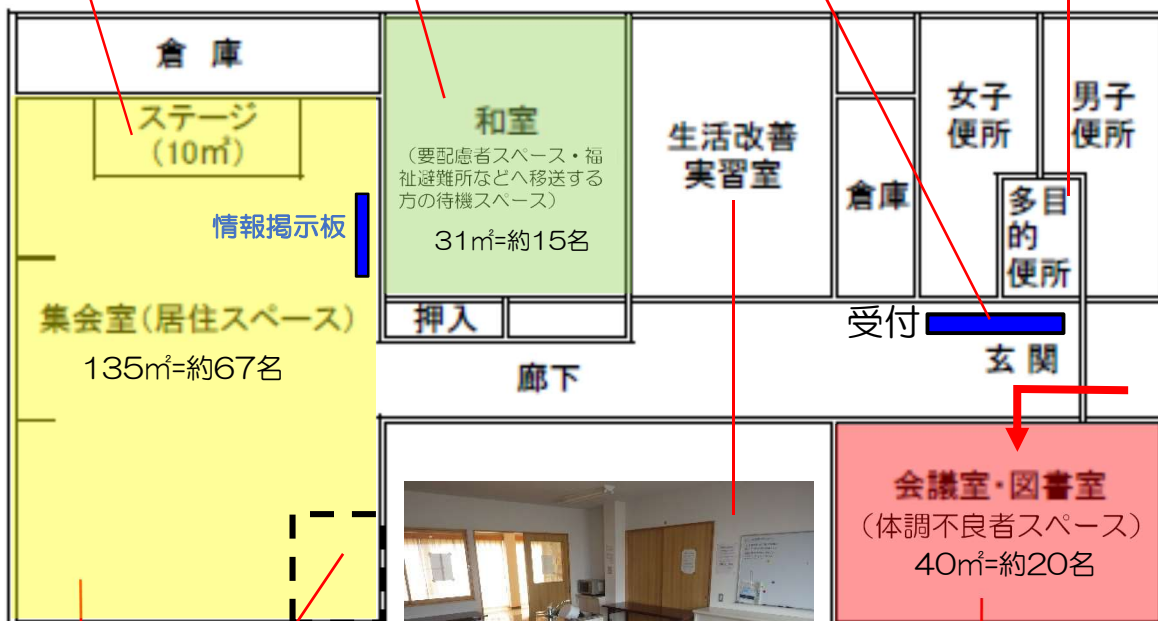 倉 庫
ステージ
(10㎡)
情報掲示板
集会室(居住スペース)
135㎡=約67名
和室
(要配慮者スペース・福
祉避難所などへ移送する
方の待機スペース)
31㎡=約15名
押入
生活改善
実習室
倉庫
女子
便所
男子
便所
多目
的
便所
受付
玄 関
廊下
会議室・図書室
(体調不良者スペース)
40㎡=約20名